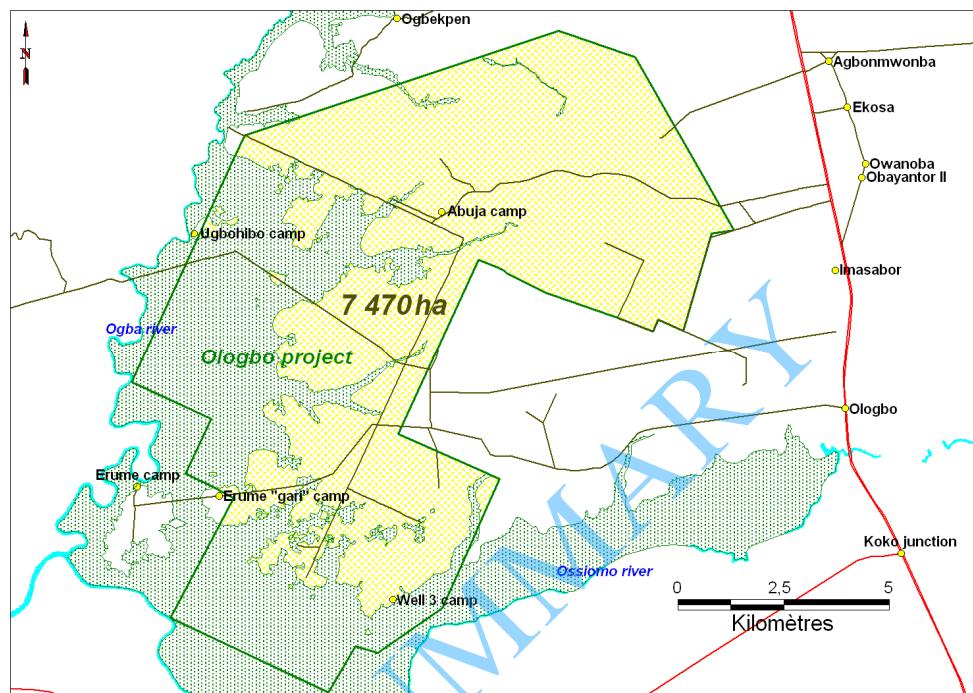 Ogbekpen
N
Agbonmwonba
Ekosa
Owanoba
Obayantor II
Abuja camp
Ugbohibo camp
Imasabor
7 470 ha
Ogba river
Ologbo project
Ologbo
Erume camp
Erume "gari" camp
Koko junction
Ossiomo river
0 2,5 5
Well 3 camp
Kilomètres
UMMARY